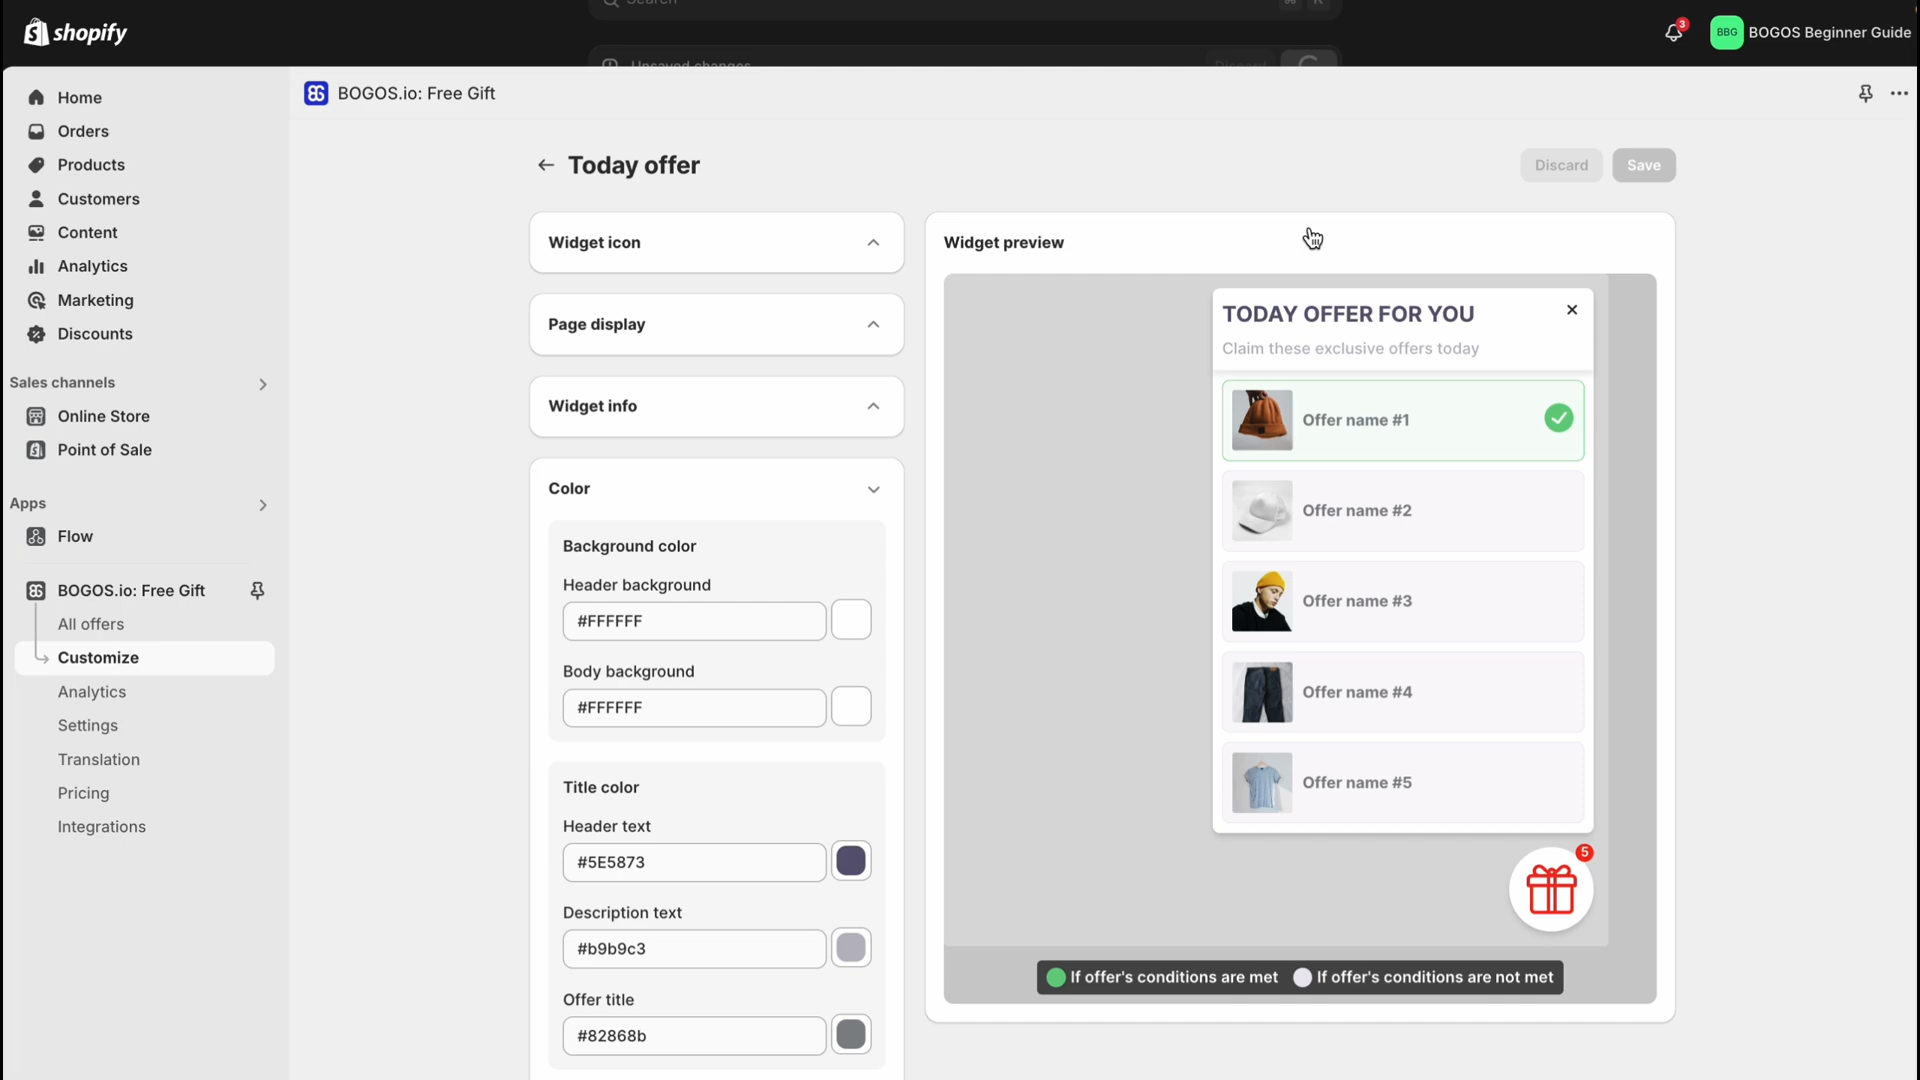 Search
⌘ K
shopify
3
BBG
BOGOS Beginner Guide
Unsaved changes
Discard
Home
Orders
Products
Customers
Content
Analytics
Marketing
Discounts
Sales channels
Online Store
Point of Sale
Apps
Flow
BOGOS.io: Free Gift
All offers
Customize
Analytics
Settings
Translation
Pricing
Integrations
BOGOS.io: Free Gift
Today offer
Discard
Save
Widget icon
Page display
Widget info
Color
Background color
Header background
#FFFFFF
Body background
#FFFFFF
Title color
Header text
#5E5873
Description text
#b9b9c3
Offer title
#82868b
Widget preview
TODAY OFFER FOR YOU
Claim these exclusive offers today
Offer name #1
Offer name #2
Offer name #3
Offer name #4
Offer name #5
5
If offer's conditions are met
If offer's conditions are not met